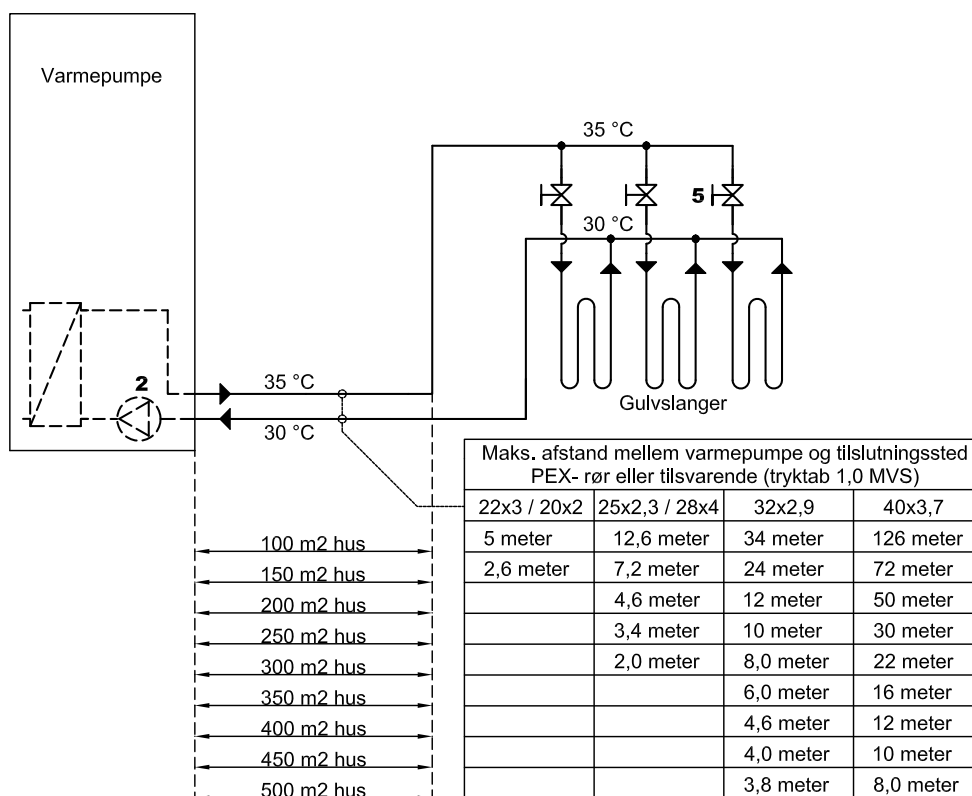 Varmepumpe
35 °C
5
30 °C
2
35 °C
30 °C
Gulvslanger
Maks. afstand mellem varmepumpe og tilslutningssted
PEX- rør eller tilsvarende (tryktab 1,0 MVS)
22x3 / 20x2 25x2,3 / 28x4 32x2,9 40x3,7
100 m2 hus 5 meter 12,6 meter 34 meter 126 meter
150 m2 hus 2,6 meter 7,2 meter 24 meter 72 meter
200 m2 hus 4,6 meter 12 meter 50 meter
250 m2 hus 3,4 meter 10 meter 30 meter
300 m2 hus 2,0 meter 8,0 meter 22 meter
350 m2 hus 6,0 meter 16 meter
400 m2 hus 4,6 meter 12 meter
450 m2 hus 4,0 meter 10 meter
500 m2 hus 3,8 meter 8,0 meter